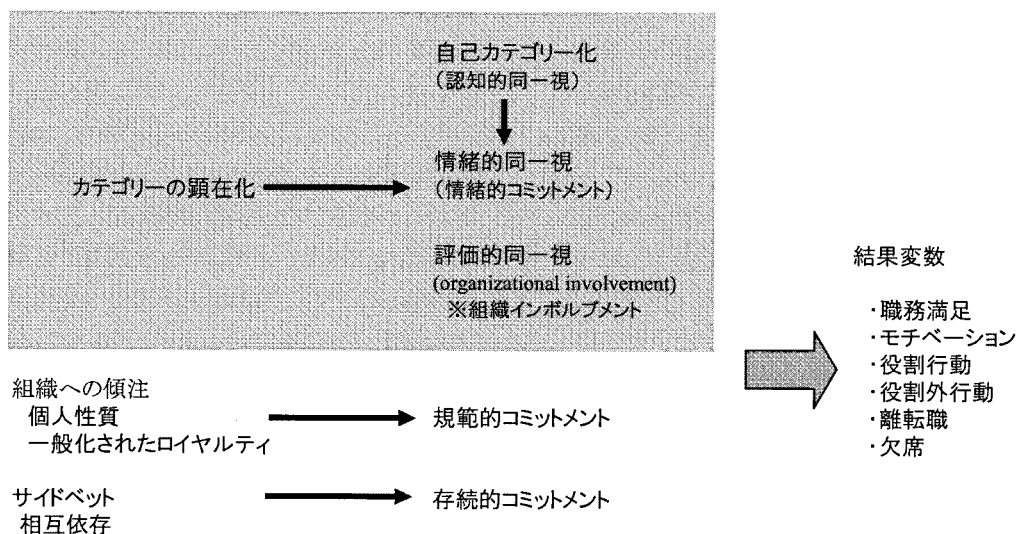 自己カテゴリー化
(認知的同一視)
カテゴリーの顕在化
情緒的同一視
(情緒的コミットメント)
評価的同一視
(organizational involvement)
※組織インボルブメント
組織への傾注
個人性質
一般化されたロイヤルティ
規範的コミットメント
サイドベット
相互依存
存続的コミットメント
結果変数
・職務満足
・モチベーション
・役割行動
・役割外行動
・離転職
・欠席